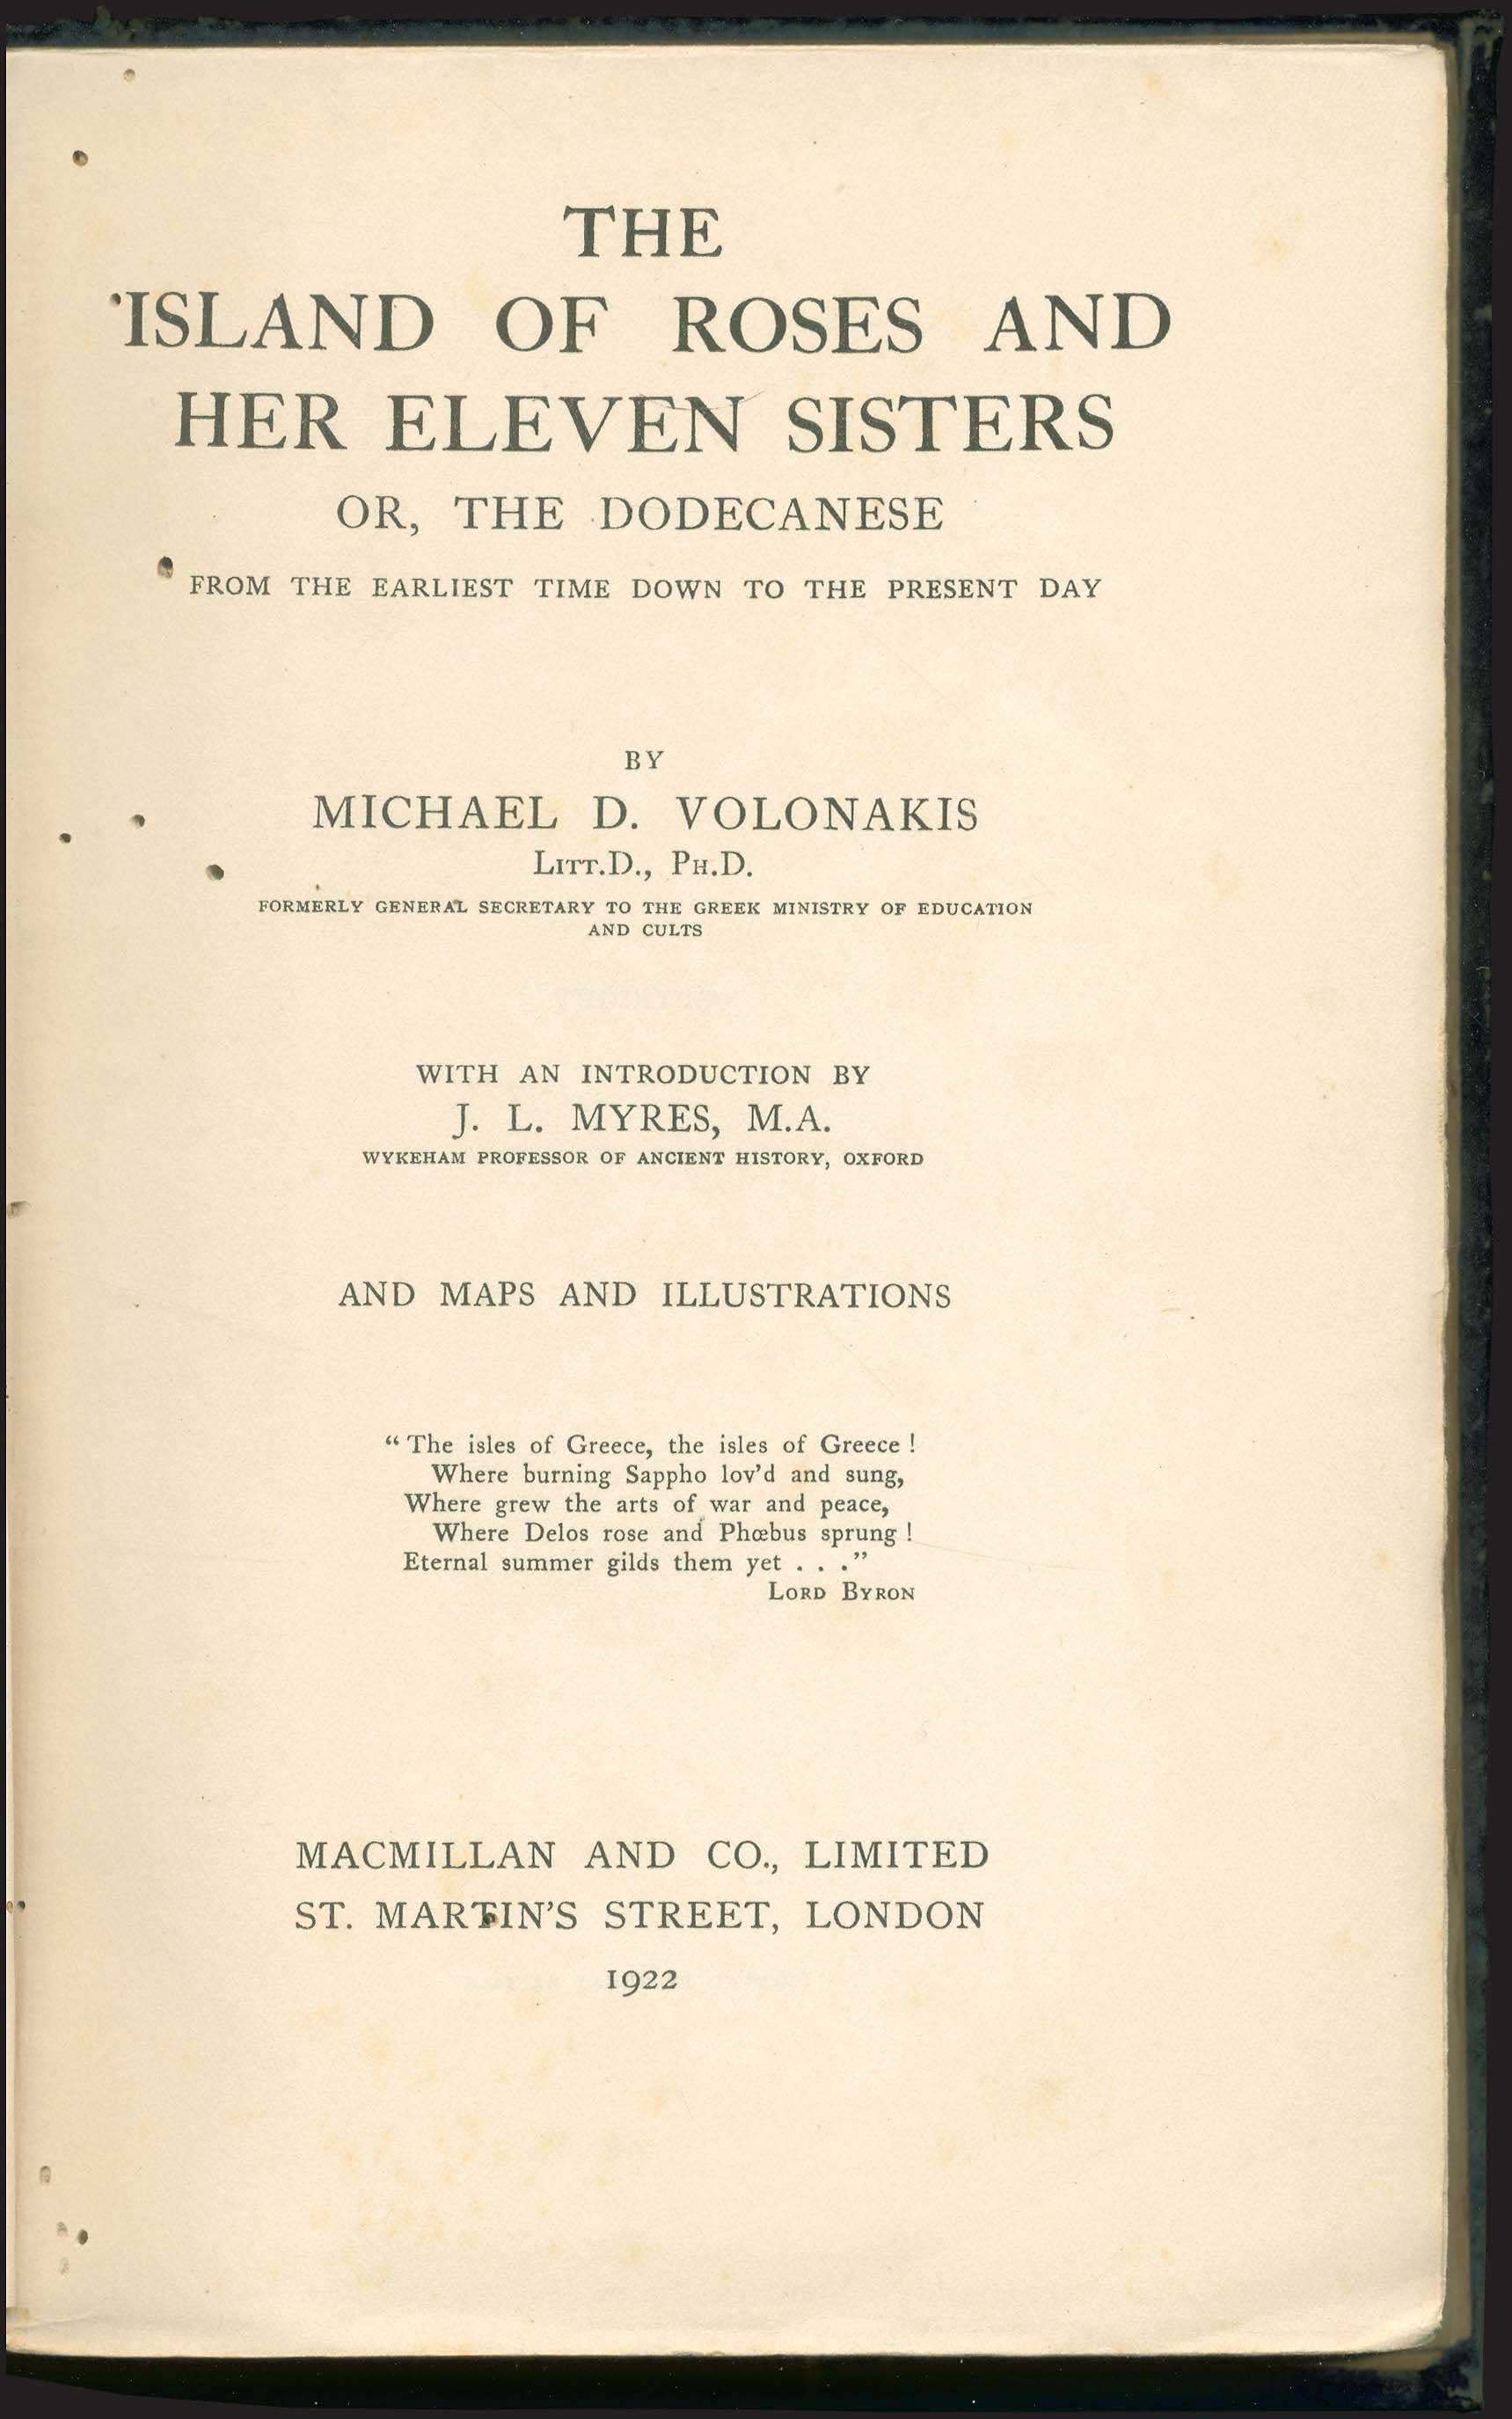 THE
ISLAND OF ROSES AND
HER ELEVEN SISTERS
OR, THE DODECANESE
FROM THE EARLIEST TIME DOWN TO THE PRESENT DAY
BY
MICHAEL D. VOLONAKIS
LITT.D., PH.D.
FORMERLY GENERAL SECRETARY TO THE GREEK MINISTRY OF EDUCATION
AND CULTS
WITH AN INTRODUCTION BY
J. L. MYRES, M.A.
WYKEHAM PROFESSOR OF ANCIENT HISTORY, OXFORD
AND MAPS AND ILLUSTRATIONS
“The isles of Greece, the isles of Greece !
Where burning Sappho lov’d and sung,
Where grew the arts of war and peace,
Where Delos rose and Phœbus sprung !
Eternal summer gilds them yet . . .”
LORD BYRON
MACMILLAN AND CO., LIMITED
ST. MARTIN’S STREET, LONDON
1922